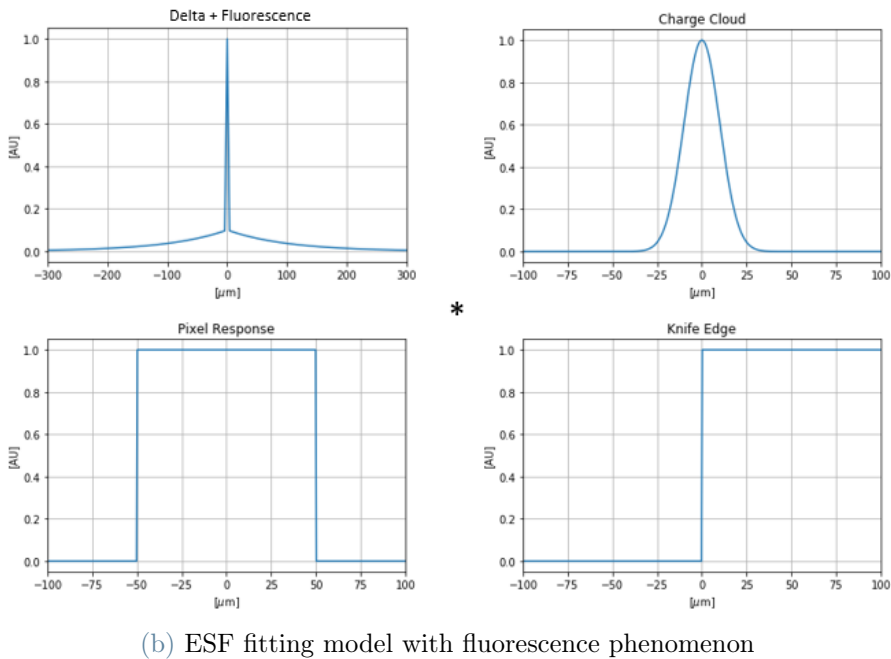 Delta + Fluorescence
1.0
0.8
0.6
0.4
0.2
0.0
[AU]
−300 −200 −100 0 100 200 300
[μm]
Charge Cloud
1.0
0.8
0.6
0.4
0.2
0.0
[AU]
−100 −75 −50 −25 0 25 50 75 100
[μm]
*
Pixel Response
1.0
0.8
0.6
0.4
0.2
0.0
[AU]
−100 −75 −50 −25 0 25 50 75 100
[μm]
Knife Edge
1.0
0.8
0.6
0.4
0.2
0.0
[AU]
−100 −75 −50 −25 0 25 50 75 100
[μm]
(b) ESF fitting model with fluorescence phenomenon